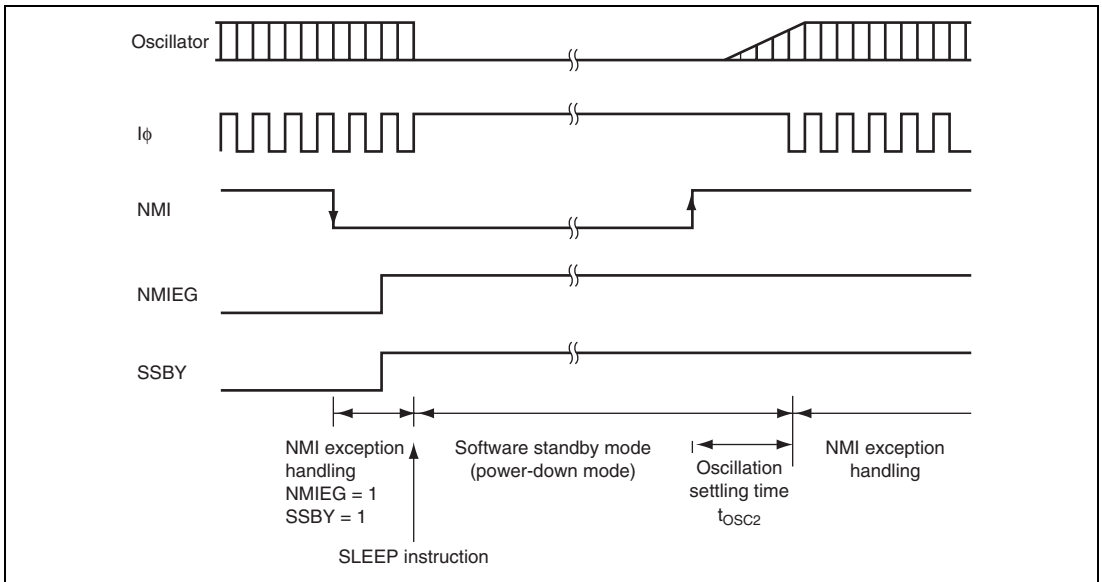 Oscillator
Iϕ
NMI
NMIEG
SSBY
NMI exception
handling
NMIEG = 1
SSBY = 1
SLEEP instruction
Software standby mode
(power-down mode)
Oscillation
settling time
tOSC2
NMI exception
handling